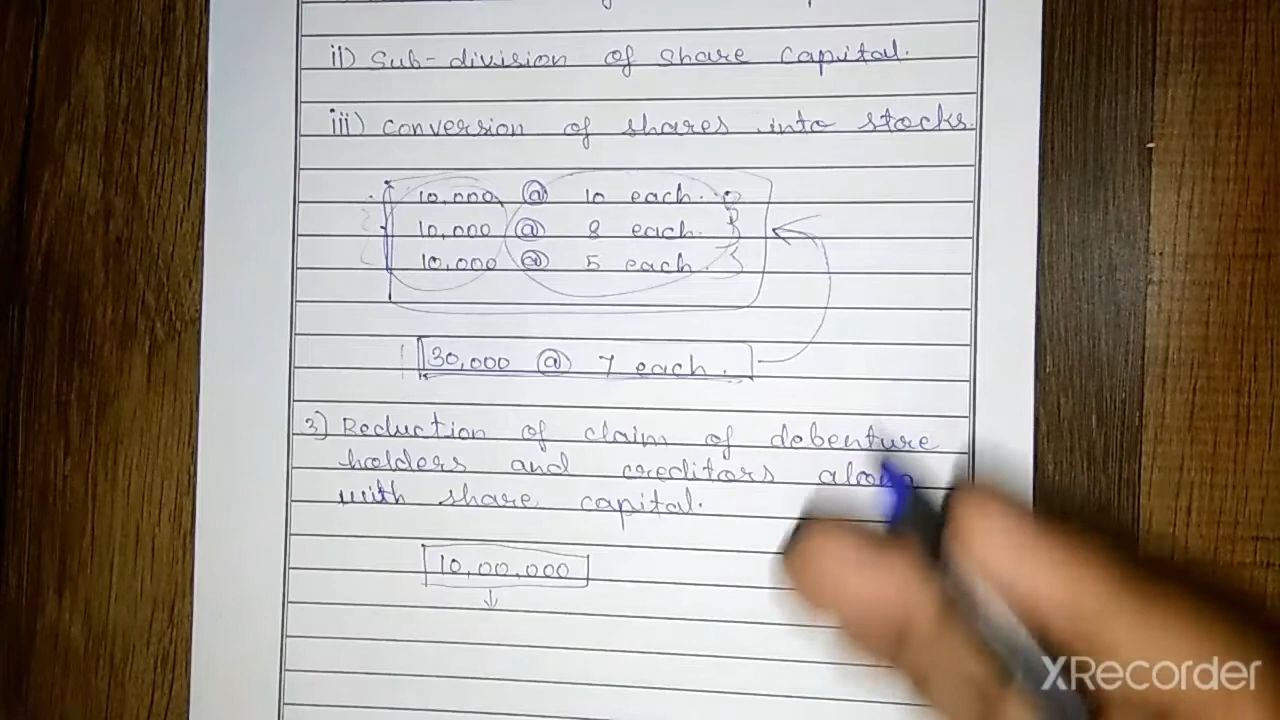 ii) Sub-division of share capital.
iii) conversion of shares into stocks.
10,000 @ 10 each.
10,000 @ 8 each.
10,000 @ 5 each.
30,000 @ 7 each.
3) Reduction of claim of debenture
holders and creditors along
with share capital.
10,00,000
XRecorder